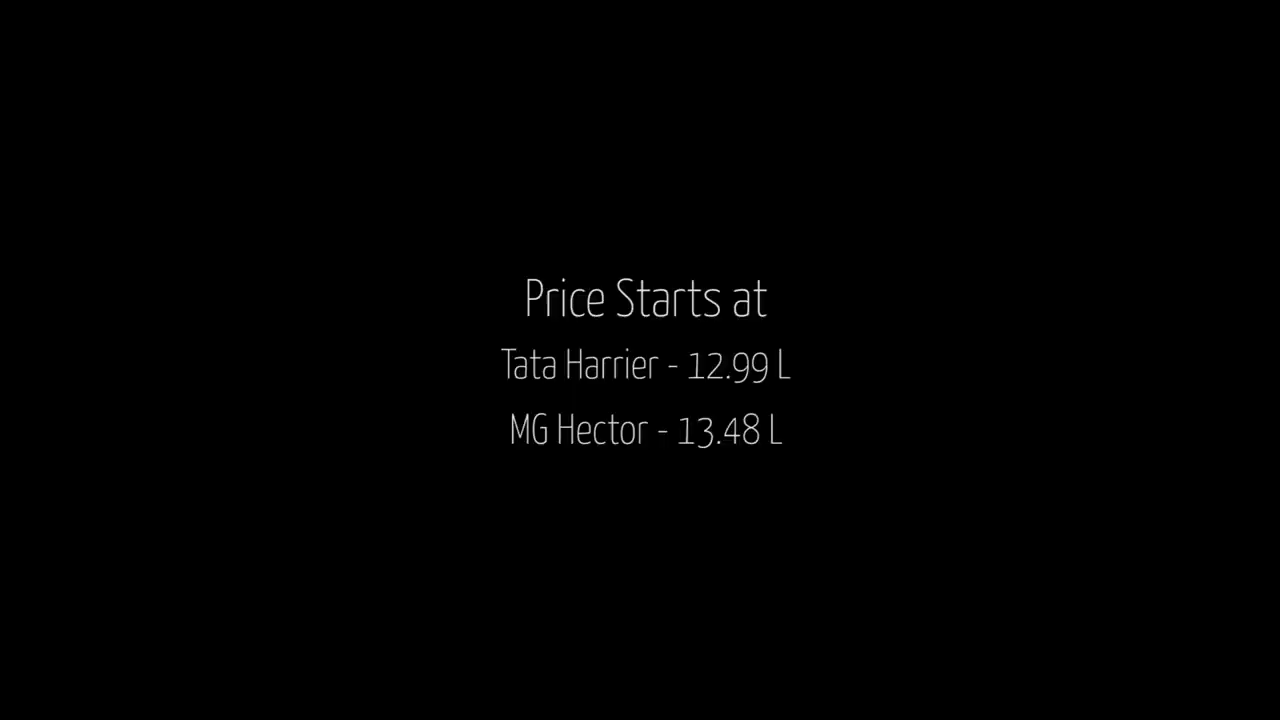 Price Starts at
Tata Harrier - 12.99 L
MG Hector - 13.48 L